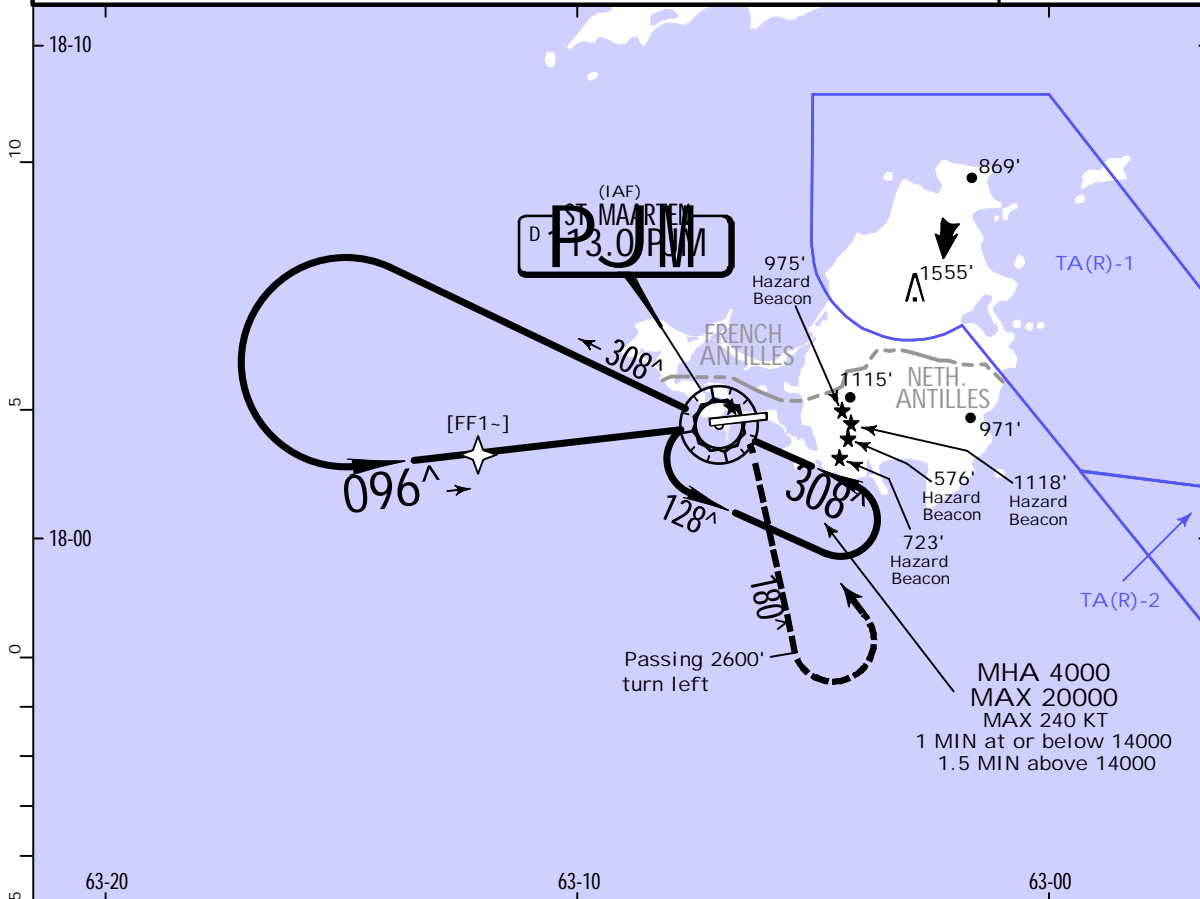 18-10
10
(IAF)
ST. MAARTEN
D 113.0 PJM
PJM
869'
975'
Hazard
Beacon
1555'
TA(R)-1
FRENCH
ANTILLES
308^
1115'
NETH.
ANTILLES
5
[FF1~]
971'
096^
308^
128^
576'
Hazard
Beacon
1118'
Hazard
Beacon
18-00
723'
Hazard
Beacon
180^
TA(R)-2
0
Passing 2600'
turn left
MHA 4000
MAX 20000
MAX 240 KT
1 MIN at or below 14000
1.5 MIN above 14000
63-20
63-10
63-00
5